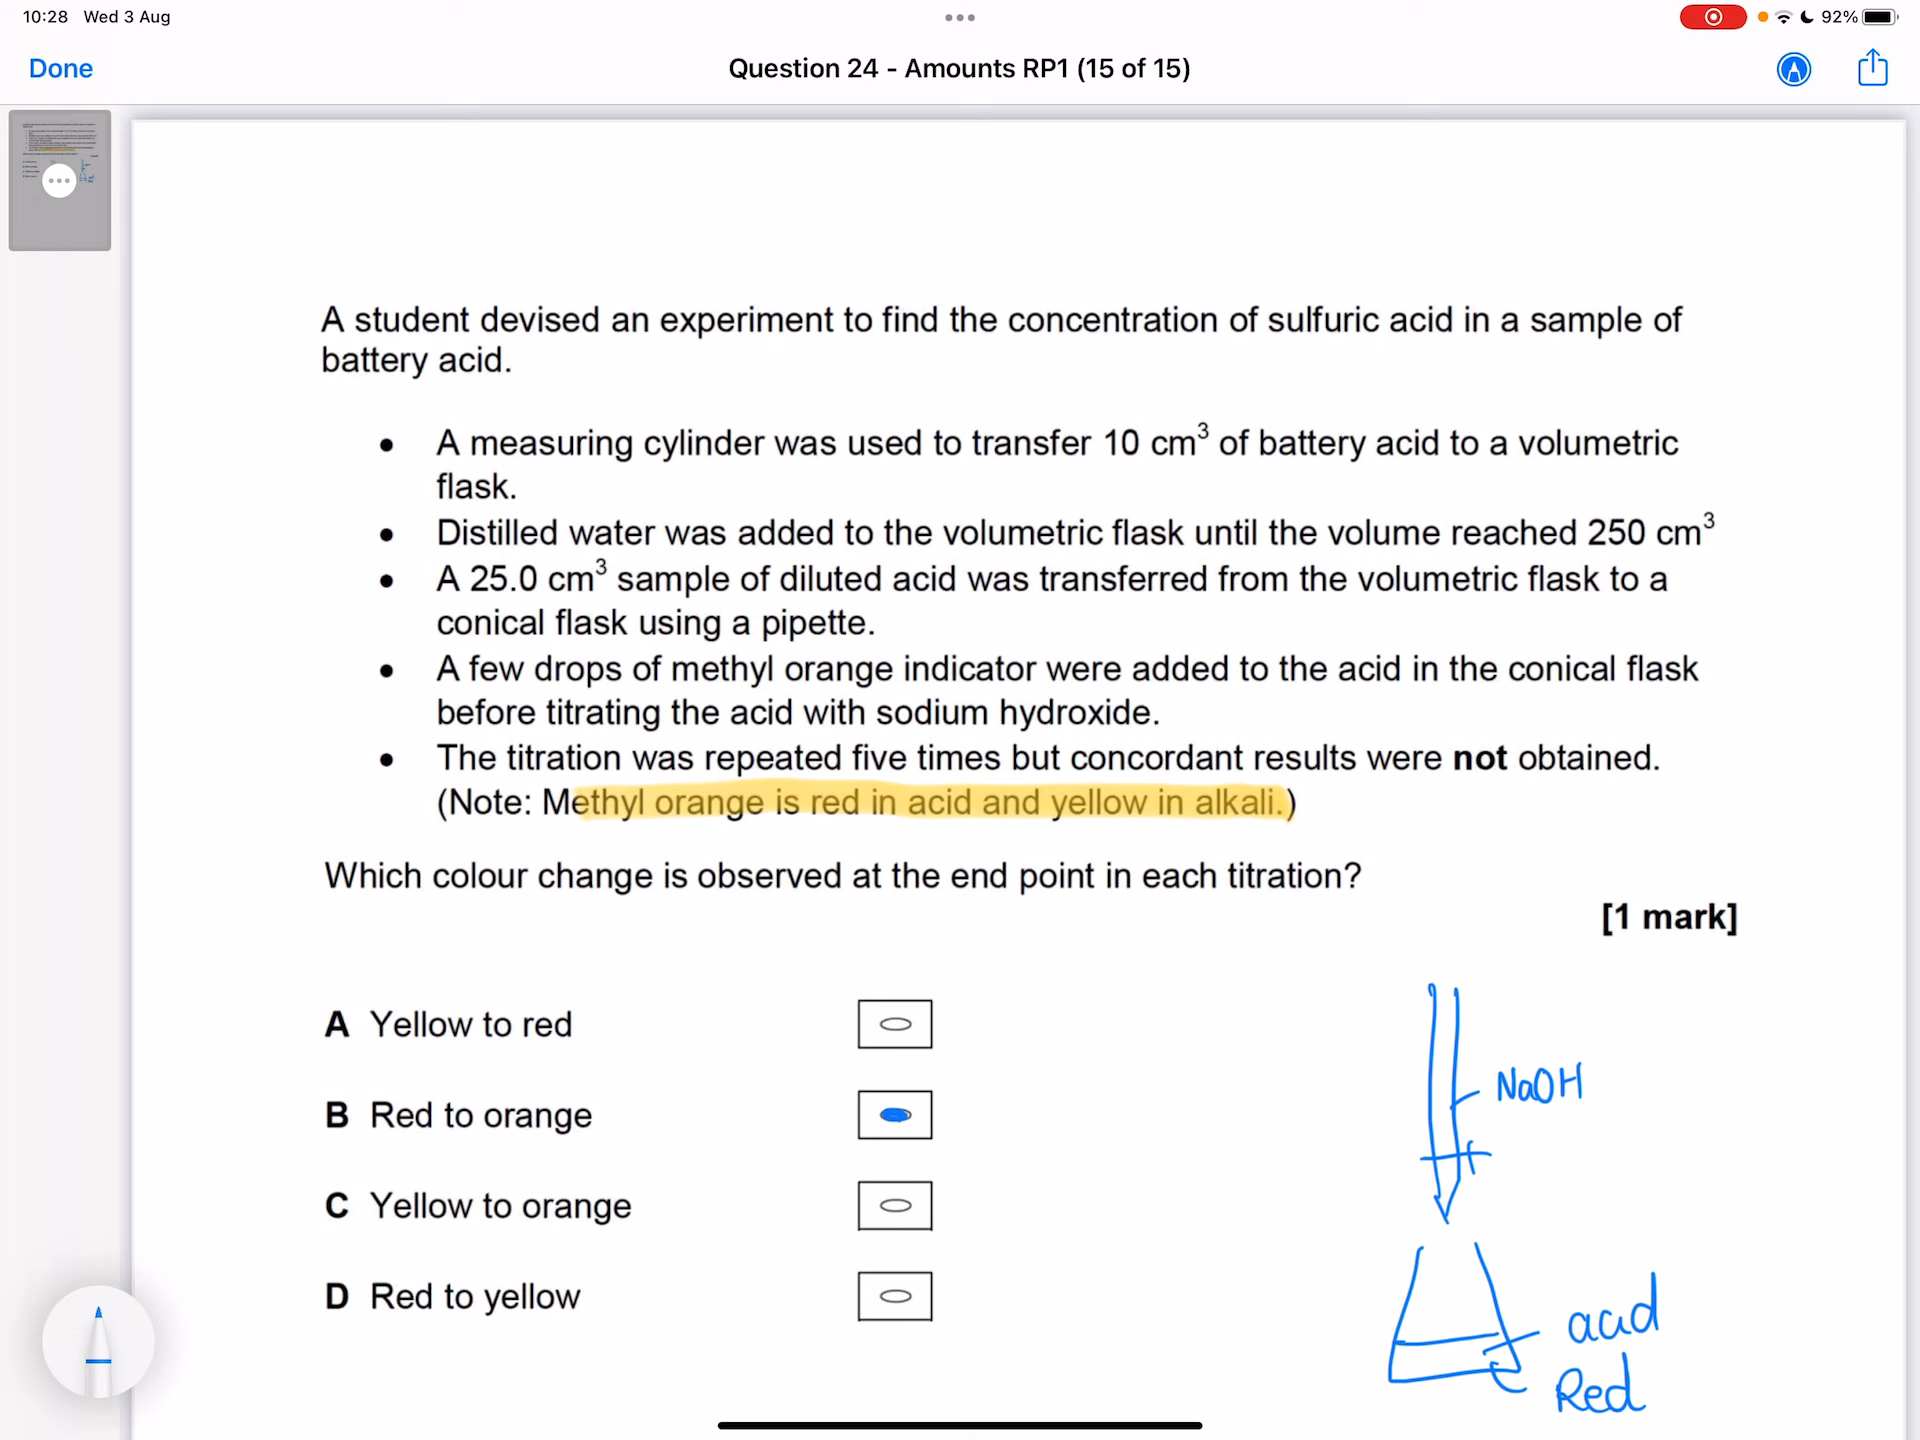 10:28 Wed 3 Aug
92%
Done
Question 24 - Amounts RP1 (15 of 15)
A student devised an experiment to find the concentration of sulfuric acid in a sample of
battery acid.
• A measuring cylinder was used to transfer 10 cm³ of battery acid to a volumetric
flask.
• Distilled water was added to the volumetric flask until the volume reached 250 cm³
• A 25.0 cm³ sample of diluted acid was transferred from the volumetric flask to a
conical flask using a pipette.
• A few drops of methyl orange indicator were added to the acid in the conical flask
before titrating the acid with sodium hydroxide.
• The titration was repeated five times but concordant results were not obtained.
(Note: Methyl orange is red in acid and yellow in alkali.)
Which colour change is observed at the end point in each titration?
[1 mark]
A Yellow to red
B Red to orange
C Yellow to orange
D Red to yellow
NaOH
acid
Red